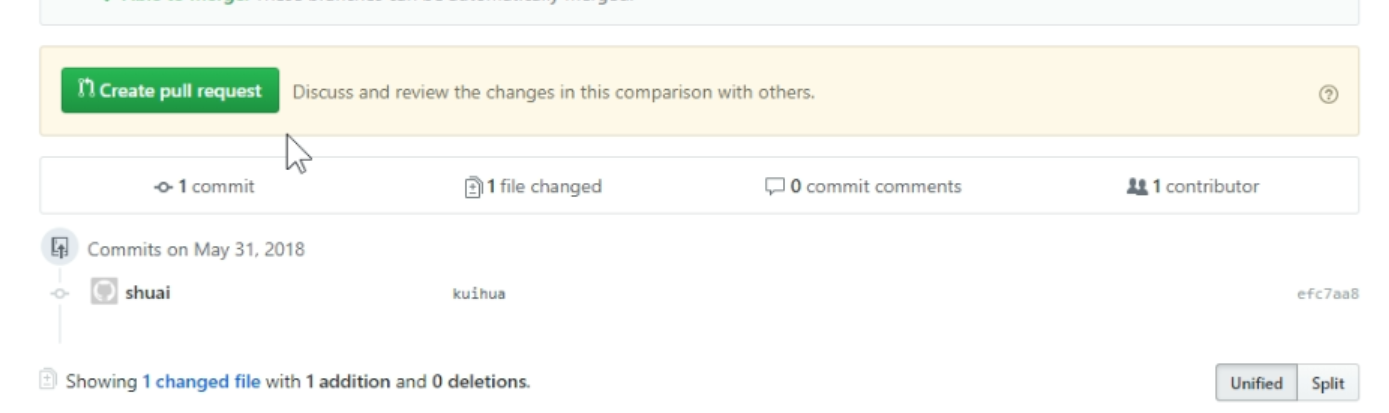 Able to merge. These branches can be automatically merged.
Create pull request Discuss and review the changes in this comparison with others.
1 commit 1 file changed 0 commit comments 1 contributor
Commits on May 31, 2018
shuai kuihua efc7aa8
Showing 1 changed file with 1 addition and 0 deletions. Unified Split